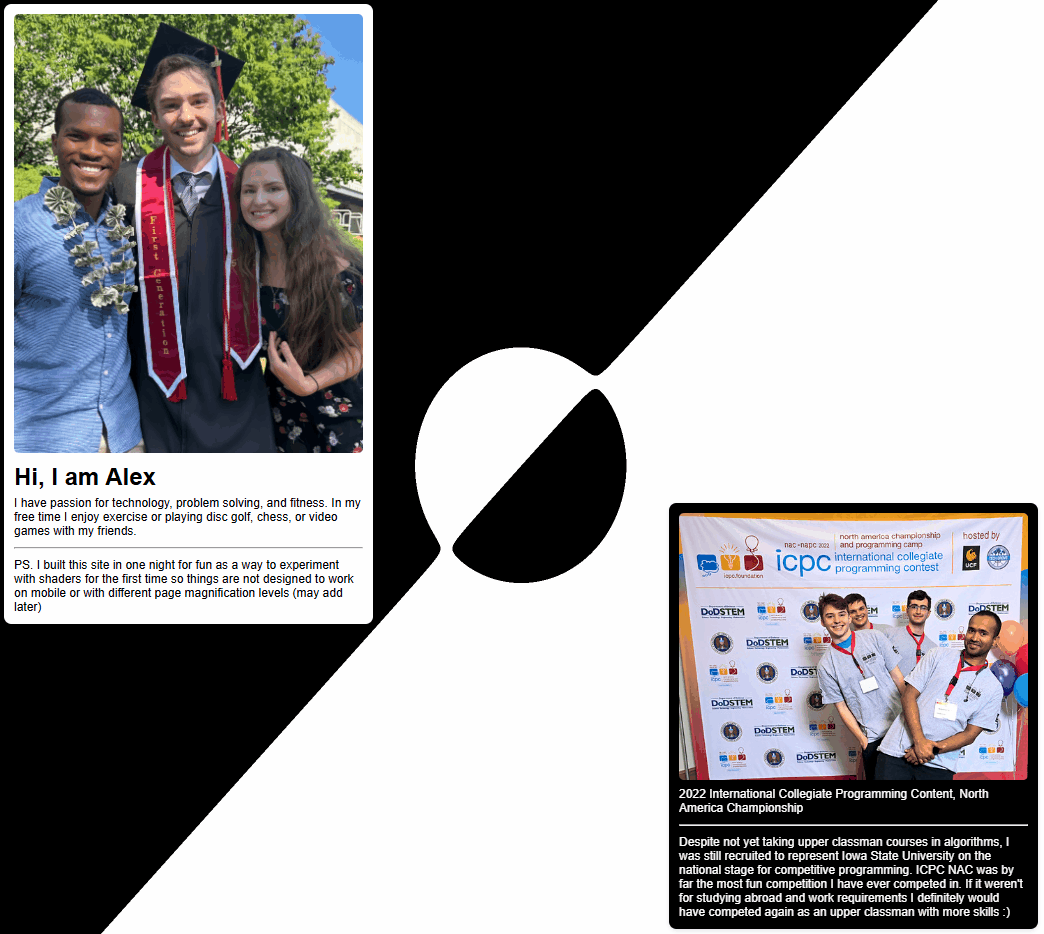 First Generation
Hi, I am Alex
I have passion for technology, problem solving, and fitness. In my
free time I enjoy exercise or playing disc golf, chess, or video
games with my friends.
PS. I built this site in one night for fun as a way to experiment
with shaders for the first time so things are not designed to work
on mobile or with different page magnification levels (may add
later)
nac - napc 2022
north america championship
and programming camp
hosted by
icpc
international collegiate
programming contest
icpc.foundation
UCF
DoDSTEM
icpc
DoDSTEM
DoDSTEM
DoDSTEM
icpc
DoDSTEM
DoDSTEM
DoDSTEM
2022 International Collegiate Programming Content, North
America Championship
Despite not yet taking upper classman courses in algorithms, I
was still recruited to represent Iowa State University on the
national stage for competitive programming. ICPC NAC was by
far the most fun competition I have ever competed in. If it weren't
for studying abroad and work requirements I definitely would
have competed again as an upper classman with more skills :)